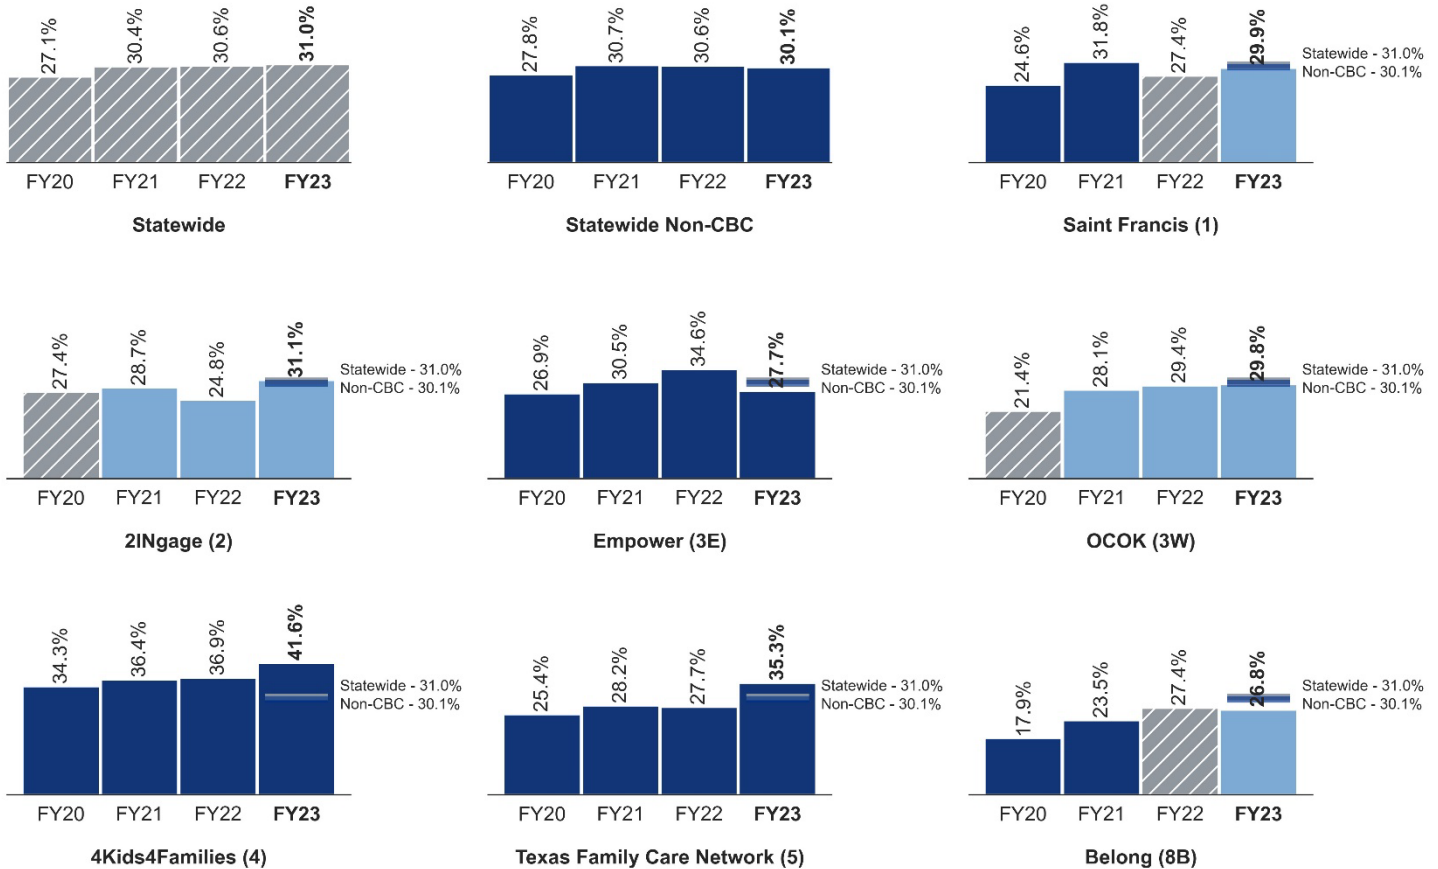 27.1% 30.4% 30.6% 31.0%
FY20 FY21 FY22 FY23
Statewide
27.8% 30.7% 30.6% 30.1%
FY20 FY21 FY22 FY23
Statewide Non-CBC
24.6% 31.8% 27.4% 29.9%
Statewide - 31.0%
Non-CBC - 30.1%
FY20 FY21 FY22 FY23
Saint Francis (1)
27.4% 28.7% 24.8% 31.1%
Statewide - 31.0%
Non-CBC - 30.1%
FY20 FY21 FY22 FY23
2INgage (2)
26.9% 30.5% 34.6% 27.7%
Statewide - 31.0%
Non-CBC - 30.1%
FY20 FY21 FY22 FY23
Empower (3E)
21.4% 28.1% 29.4% 29.8%
Statewide - 31.0%
Non-CBC - 30.1%
FY20 FY21 FY22 FY23
OCOK (3W)
34.3% 36.4% 36.9% 41.6%
Statewide - 31.0%
Non-CBC - 30.1%
FY20 FY21 FY22 FY23
4Kids4Families (4)
25.4% 28.2% 27.7% 35.3%
Statewide - 31.0%
Non-CBC - 30.1%
FY20 FY21 FY22 FY23
Texas Family Care Network (5)
17.9% 23.5% 27.4% 26.8%
Statewide - 31.0%
Non-CBC - 30.1%
FY20 FY21 FY22 FY23
Belong (8B)